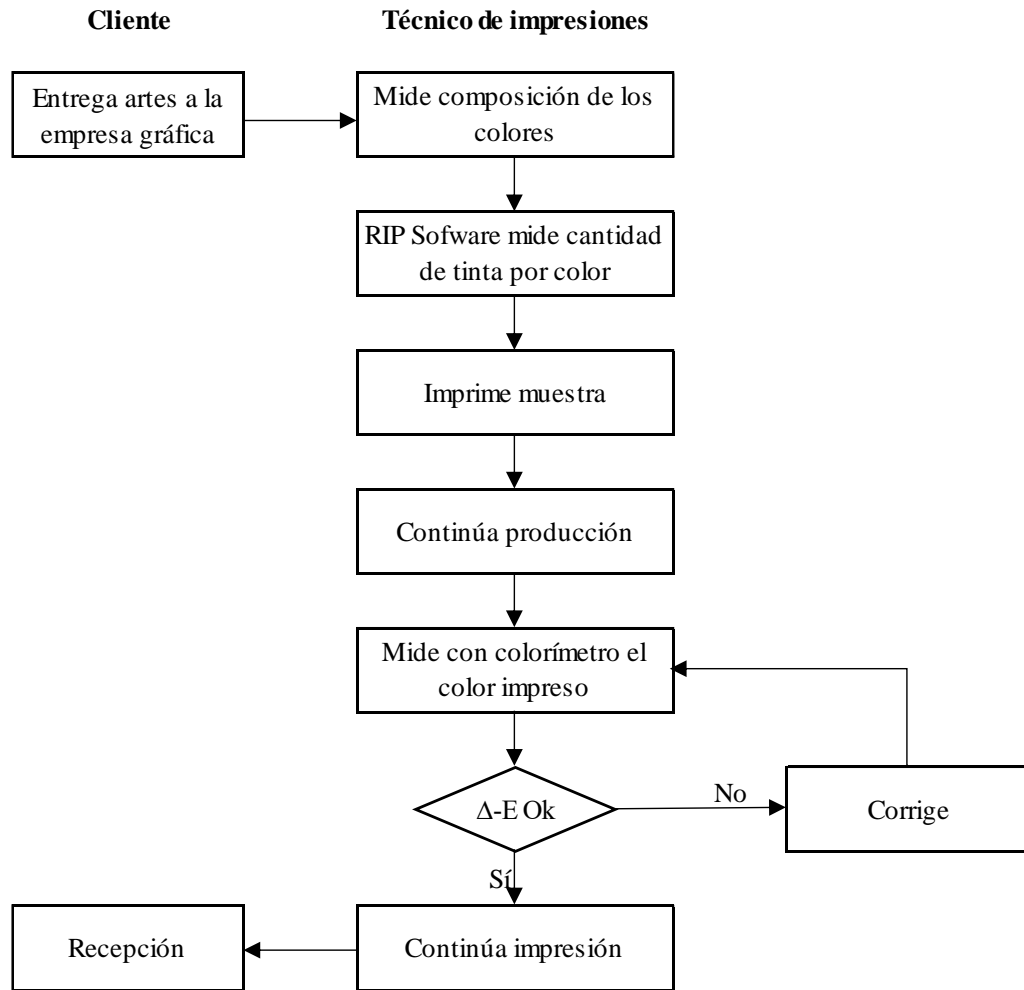 Cliente
Técnico de impresiones
Entrega artes a la
empresa gráfica
Mide composición de los
colores
RIP Sofware mide cantidad
de tinta por color
Imprime muestra
Continúa producción
Mide con colorímetro el
color impreso
Δ-E Ok
No
Corrige
Sí
Recepción
Continúa impresión